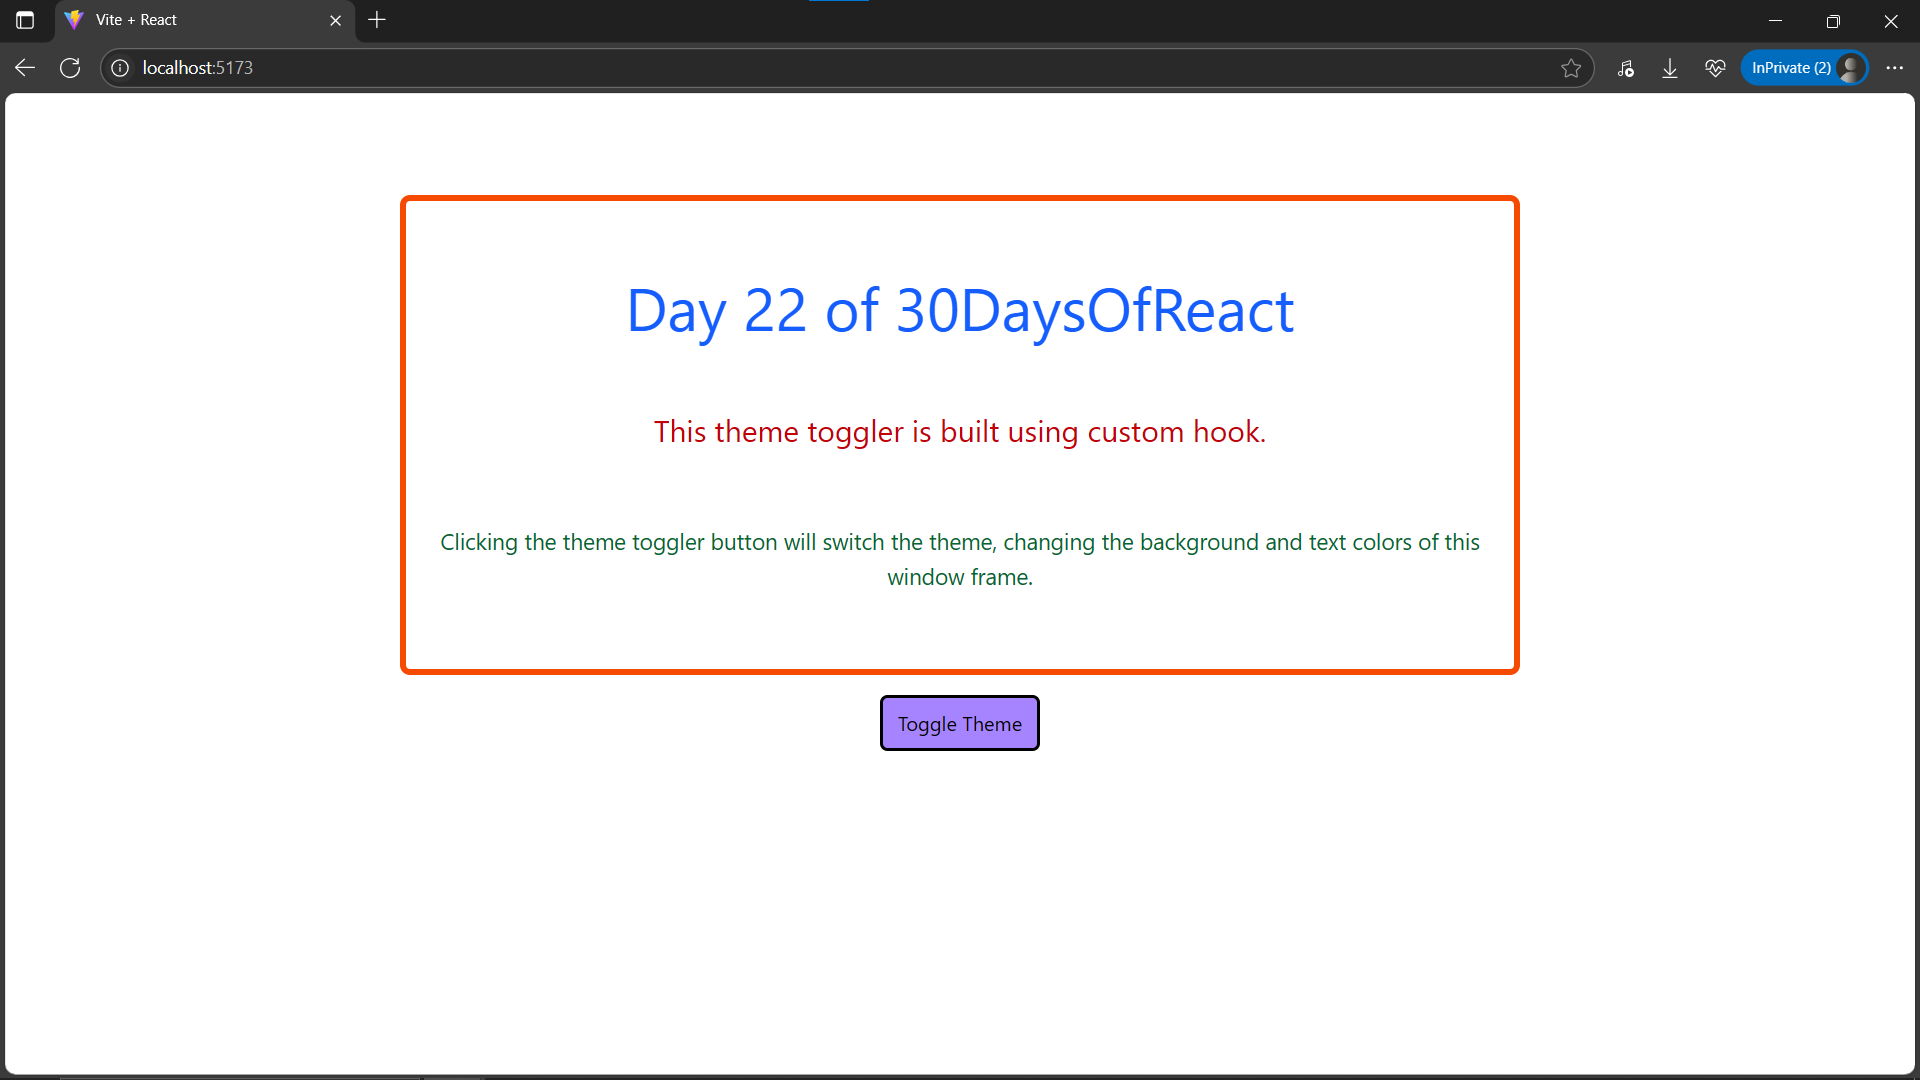 Vite + React
localhost:5173
InPrivate (2)
Day 22 of 30DaysOfReact
This theme toggler is built using custom hook.
Clicking the theme toggler button will switch the theme, changing the background and text colors of this
window frame.
Toggle Theme